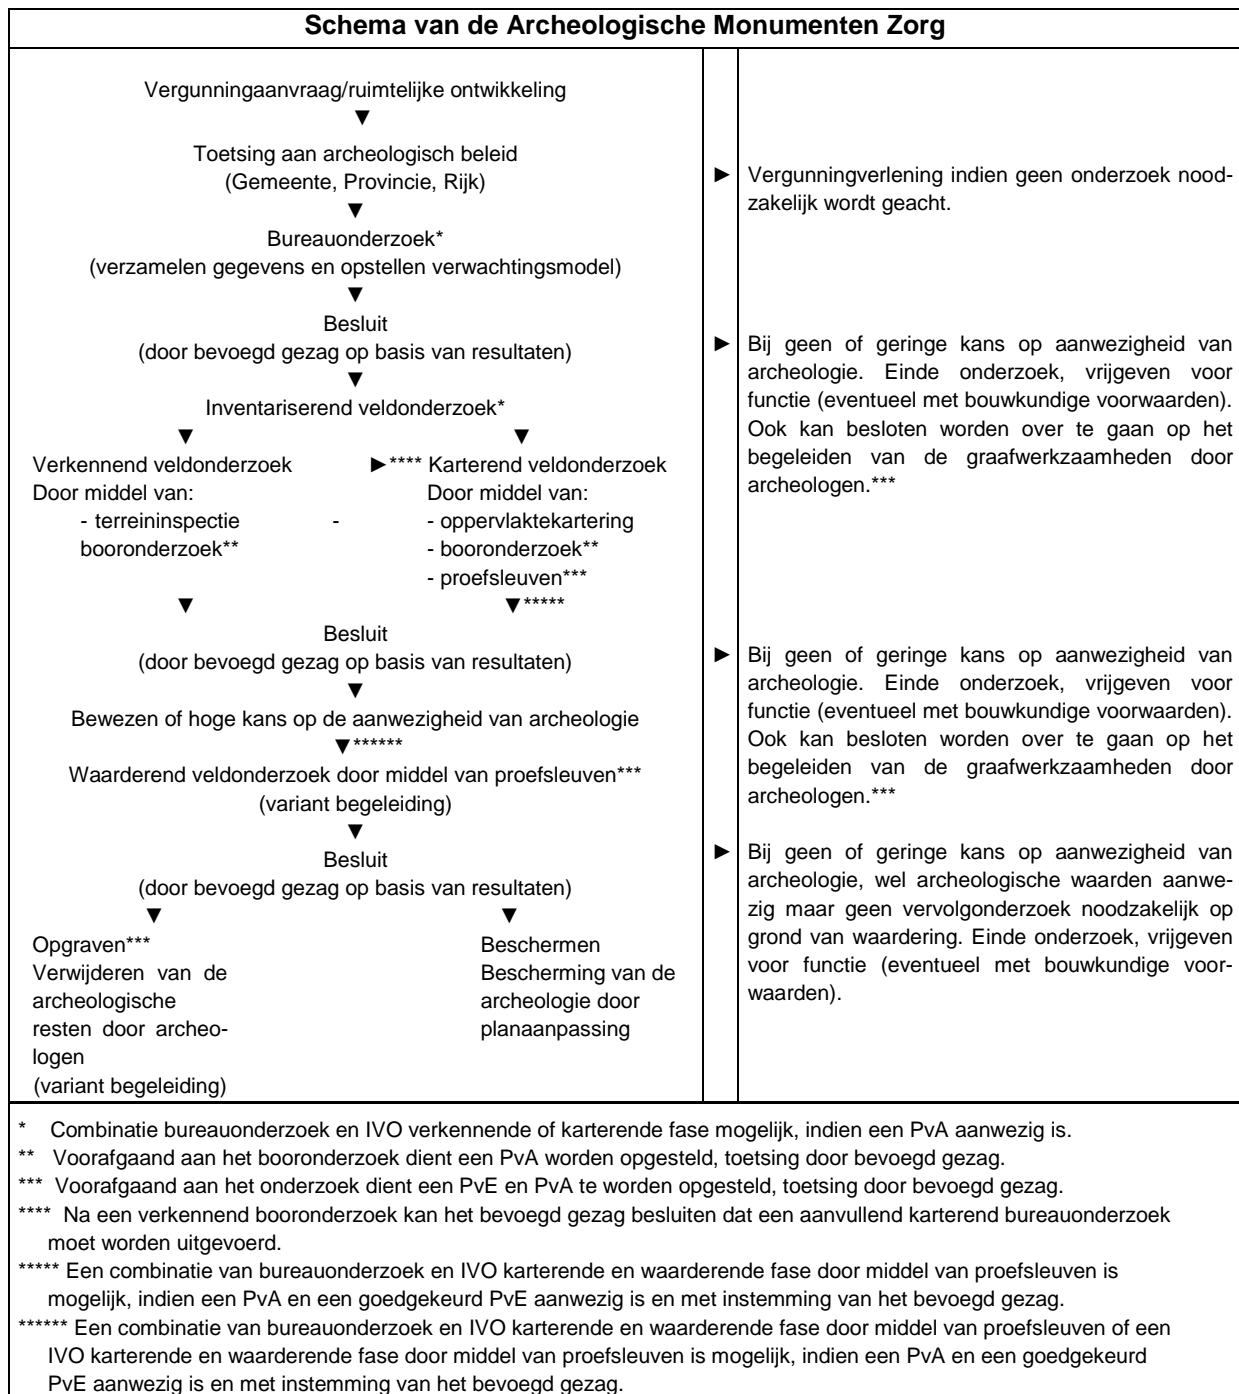 Schema van de Archeologische Monumenten Zorg
Vergunningaanvraag/ruimtelijke ontwikkeling
▼
Toetsing aan archeologisch beleid
(Gemeente, Provincie, Rijk)
▼
Bureauonderzoek*
(verzamelen gegevens en opstellen verwachtingsmodel)
▼
Besluit
(door bevoegd gezag op basis van resultaten)
▼
Inventariserend veldonderzoek*
▼ ▼
Verkennend veldonderzoek ►**** Karterend veldonderzoek
Door middel van: Door middel van:
- terreininspectie - - oppervlaktekartering
booronderzoek** - booronderzoek**
- proefsleuven***
▼ ▼*****
Besluit
(door bevoegd gezag op basis van resultaten)
▼
Bewezen of hoge kans op de aanwezigheid van archeologie
▼******
Waarderend veldonderzoek door middel van proefsleuven***
(variant begeleiding)
▼
Besluit
(door bevoegd gezag op basis van resultaten)
▼ ▼
Opgraven*** Beschermen
Verwijderen van de Bescherming van de
archeologische archeologie door
resten door archeo- planaanpassing
logen
(variant begeleiding)
► Vergunningverlening indien geen onderzoek nood-
zakelijk wordt geacht.
► Bij geen of geringe kans op aanwezigheid van
archeologie. Einde onderzoek, vrijgeven voor
functie (eventueel met bouwkundige voorwaarden).
Ook kan besloten worden over te gaan op het
begeleiden van de graafwerkzaamheden door
archeologen.***
► Bij geen of geringe kans op aanwezigheid van
archeologie. Einde onderzoek, vrijgeven voor
functie (eventueel met bouwkundige voorwaarden).
Ook kan besloten worden over te gaan op het
begeleiden van de graafwerkzaamheden door
archeologen.***
► Bij geen of geringe kans op aanwezigheid van
archeologie, wel archeologische waarden aanwe-
zig maar geen vervolgonderzoek noodzakelijk op
grond van waardering. Einde onderzoek, vrijgeven
voor functie (eventueel met bouwkundige voor-
waarden).
* Combinatie bureauonderzoek en IVO verkennende of karterende fase mogelijk, indien een PvA aanwezig is.
** Voorafgaand aan het booronderzoek dient een PvA worden opgesteld, toetsing door bevoegd gezag.
*** Voorafgaand aan het onderzoek dient een PvE en PvA te worden opgesteld, toetsing door bevoegd gezag.
**** Na een verkennend booronderzoek kan het bevoegd gezag besluiten dat een aanvullend karterend bureauonderzoek
moet worden uitgevoerd.
***** Een combinatie van bureauonderzoek en IVO karterende en waarderende fase door middel van proefsleuven is
mogelijk, indien een PvA en een goedgekeurd PvE aanwezig is en met instemming van het bevoegd gezag.
****** Een combinatie van bureauonderzoek en IVO karterende en waarderende fase door middel van proefsleuven of een
IVO karterende en waarderende fase door middel van proefsleuven is mogelijk, indien een PvA en een goedgekeurd
PvE aanwezig is en met instemming van het bevoegd gezag.